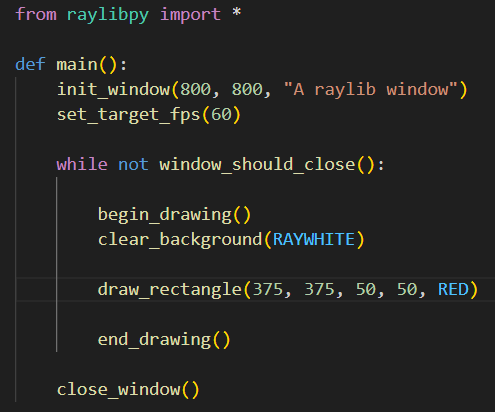 from raylibpy import *
def main():
    init_window(800, 800, "A raylib window")
    set_target_fps(60)
    while not window_should_close():
        begin_drawing()
        clear_background(RAYWHITE)
        draw_rectangle(375, 375, 50, 50, RED)
        end_drawing()
    close_window()